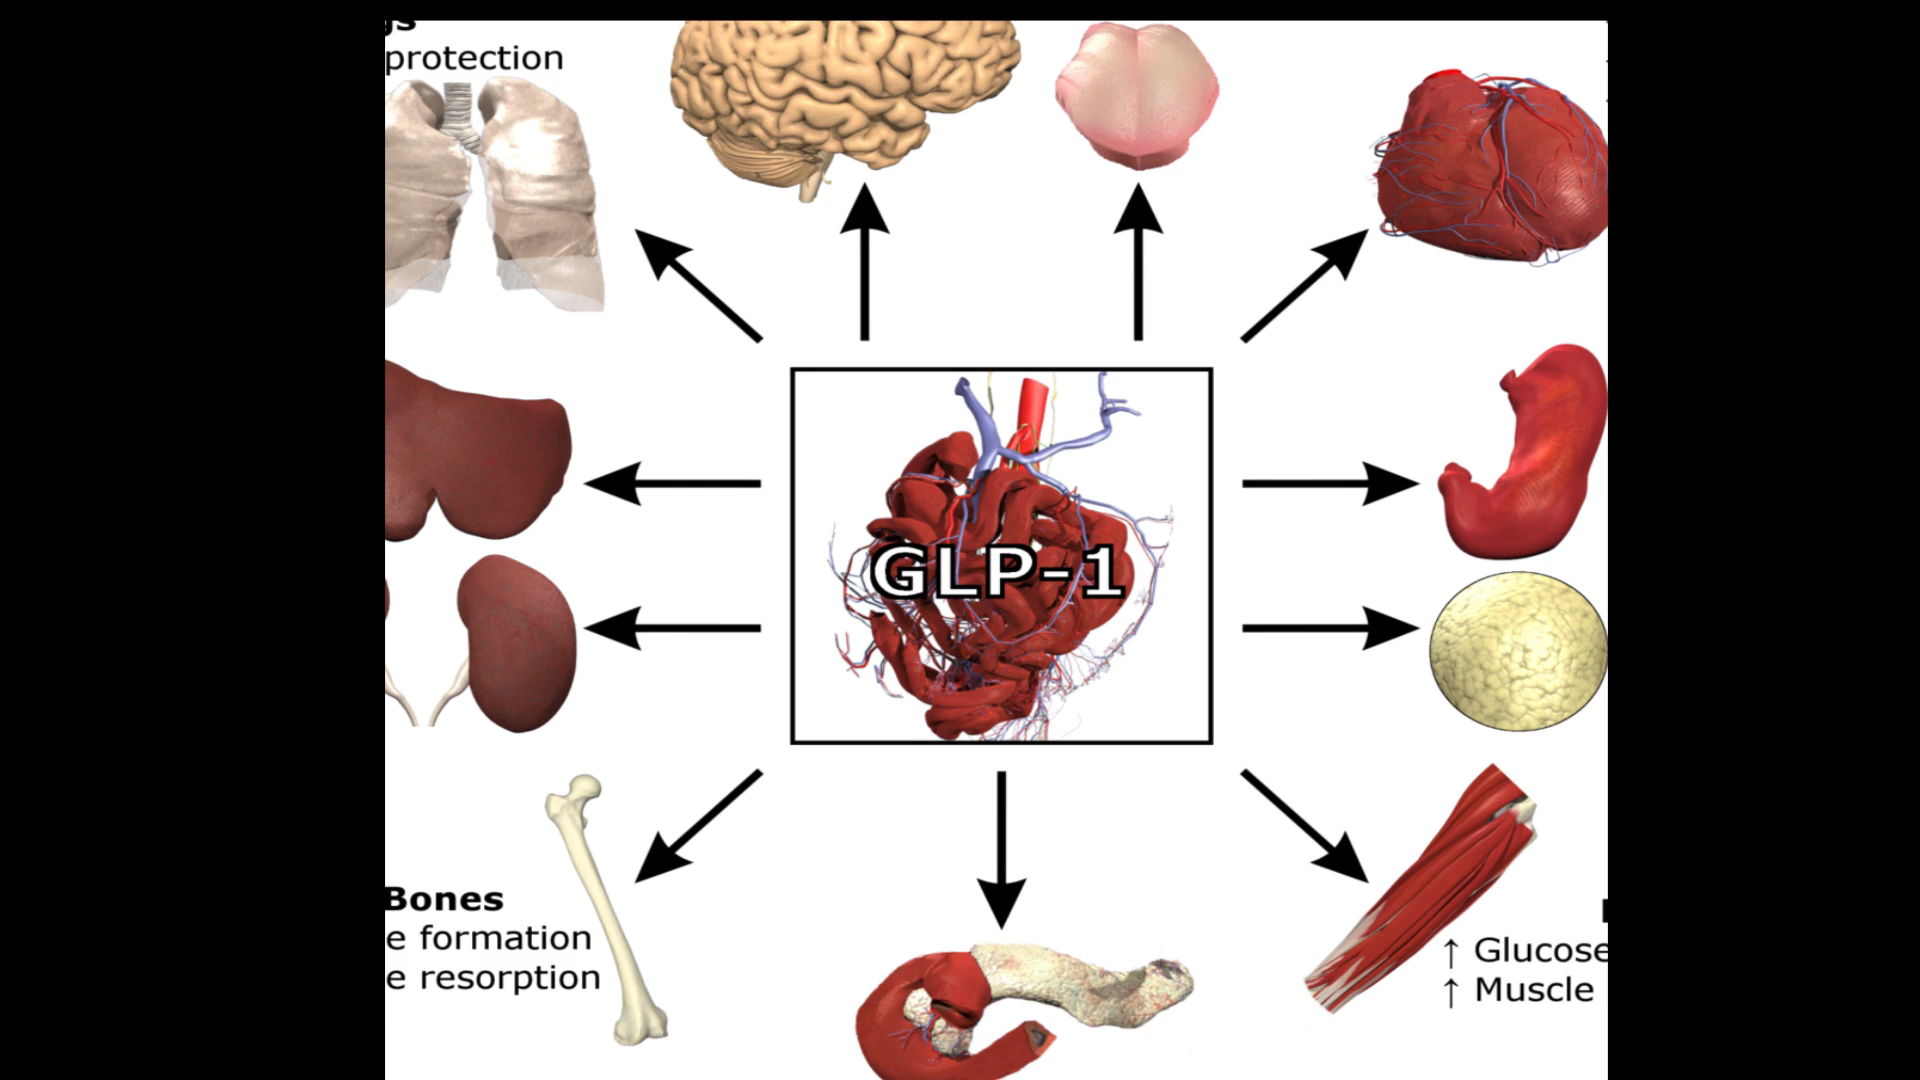 protection
GLP-1
Bones
e formation
e resorption
↑ Glucose
↑ Muscle